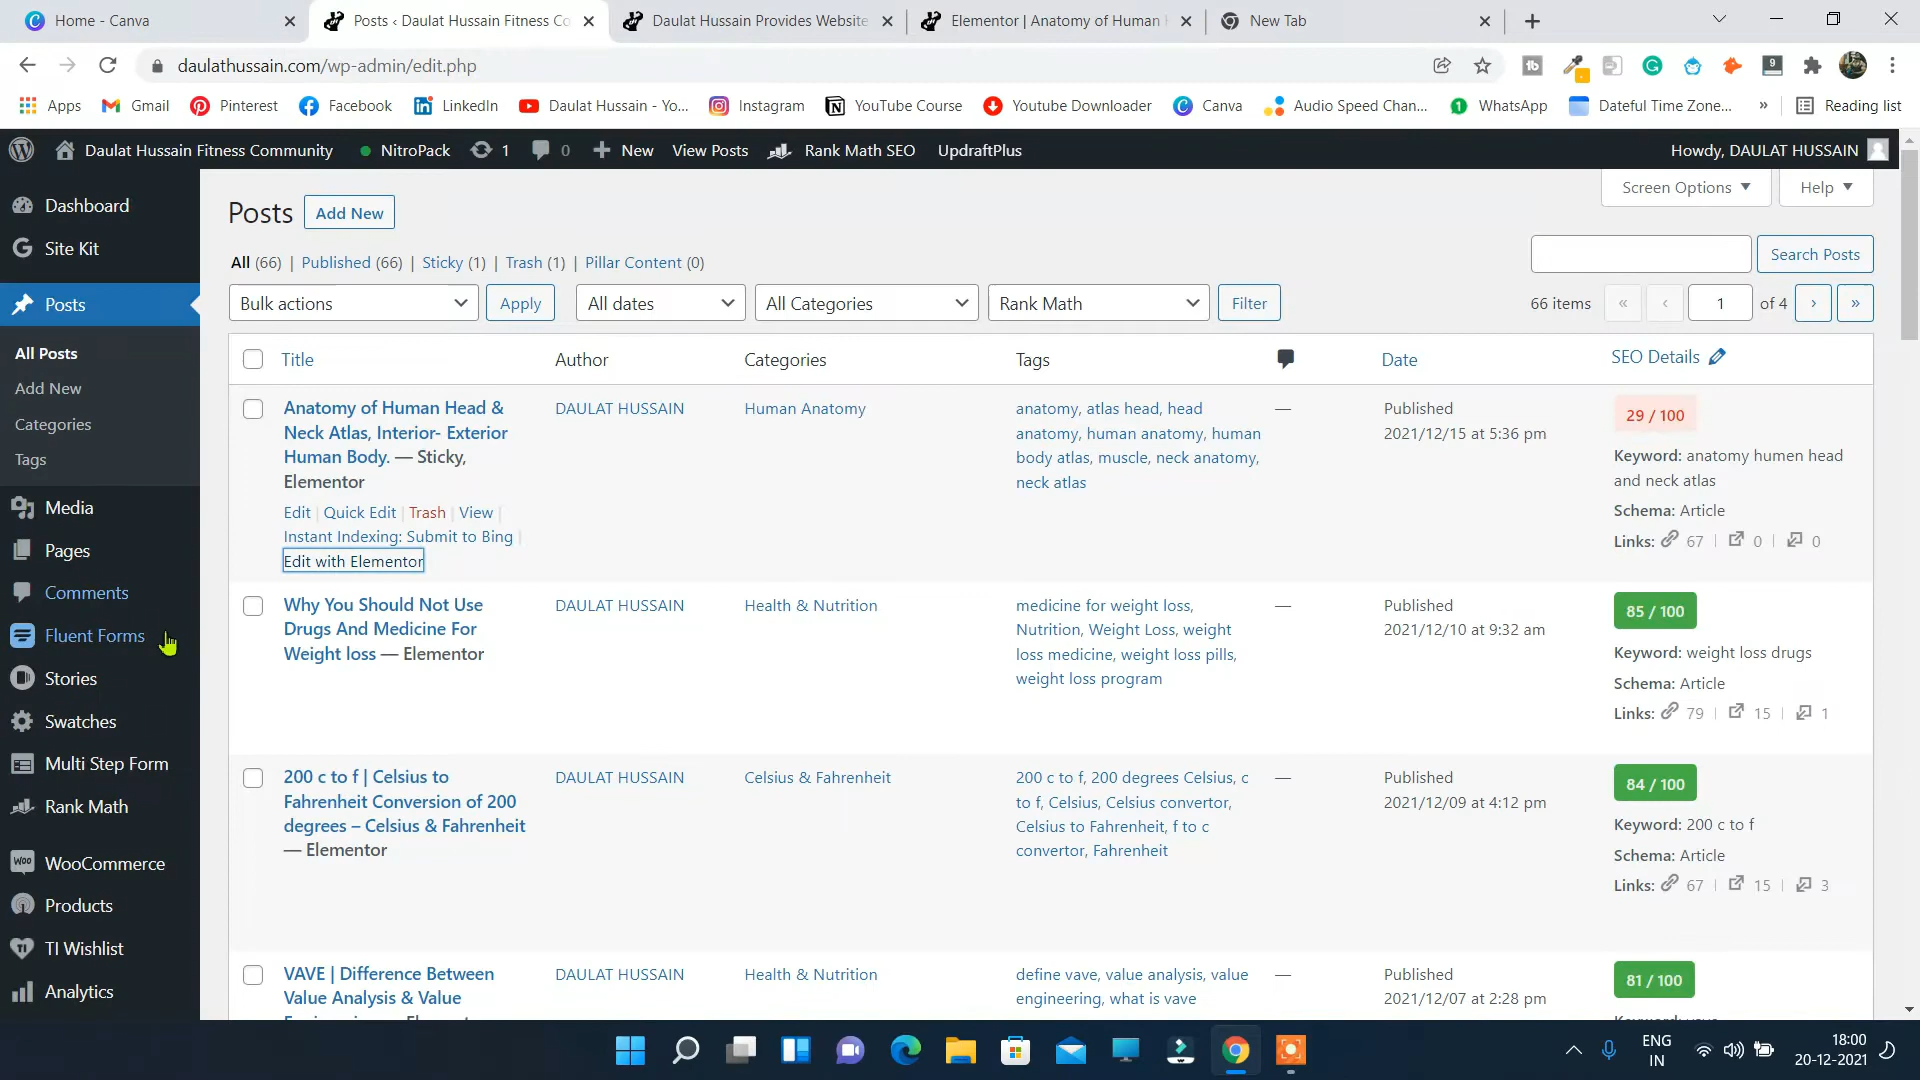 Home - Canva
Posts ‹ Daulat Hussain Fitness Co
Daulat Hussain Provides Website
Elementor | Anatomy of Human
New Tab
daulathussain.com/wp-admin/edit.php
9
Apps
Gmail
Pinterest
Facebook
LinkedIn
Daulat Hussain - Yo...
Instagram
YouTube Course
Youtube Downloader
Canva
Audio Speed Chan...
1
WhatsApp
Dateful Time Zone...
»
Reading list
Daulat Hussain Fitness Community
NitroPack
1
0
New
View Posts
Rank Math SEO
UpdraftPlus
Howdy, DAULAT HUSSAIN
Dashboard
Site Kit
Posts
All Posts
Add New
Categories
Tags
Media
Pages
Comments
Fluent Forms
Stories
Swatches
Multi Step Form
Rank Math
WooCommerce
Products
TI Wishlist
Analytics
Screen Options
Help
Posts
Add New
All (66) | Published (66) | Sticky (1) | Trash (1) | Pillar Content (0)
Search Posts
Bulk actions
Apply
All dates
All Categories
Rank Math
Filter
66 items « ‹ 1 of 4 › »
Title Author Categories Tags Date SEO Details
Anatomy of Human Head &
Neck Atlas, Interior- Exterior
Human Body. — Sticky,
Elementor
Edit | Quick Edit | Trash | View |
Instant Indexing: Submit to Bing |
Edit with Elementor
DAULAT HUSSAIN
Human Anatomy
anatomy, atlas head, head
anatomy, human anatomy, human
body atlas, muscle, neck anatomy,
neck atlas
—
Published
2021/12/15 at 5:36 pm
29 / 100
Keyword: anatomy humen head
and neck atlas
Schema: Article
Links: 67 | 0 | 0
Why You Should Not Use
Drugs And Medicine For
Weight loss — Elementor
DAULAT HUSSAIN
Health & Nutrition
medicine for weight loss,
Nutrition, Weight Loss, weight
loss medicine, weight loss pills,
weight loss program
—
Published
2021/12/10 at 9:32 am
85 / 100
Keyword: weight loss drugs
Schema: Article
Links: 79 | 15 | 1
200 c to f | Celsius to
Fahrenheit Conversion of 200
degrees – Celsius & Fahrenheit
— Elementor
DAULAT HUSSAIN
Celsius & Fahrenheit
200 c to f, 200 degrees Celsius, c
to f, Celsius, Celsius convertor,
Celsius to Fahrenheit, f to c
convertor, Fahrenheit
—
Published
2021/12/09 at 4:12 pm
84 / 100
Keyword: 200 c to f
Schema: Article
Links: 67 | 15 | 3
VAVE | Difference Between
Value Analysis & Value
DAULAT HUSSAIN
Health & Nutrition
define vave, value analysis, value
engineering, what is vave
—
Published
2021/12/07 at 2:28 pm
81 / 100
ENG
IN
18:00
20-12-2021